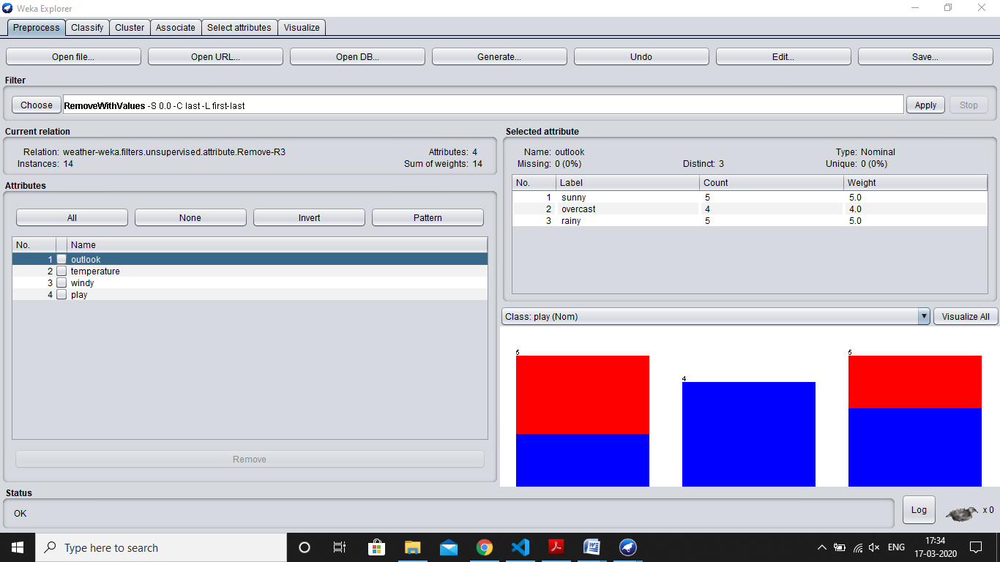 Weka Explorer
Preprocess Classify Cluster Associate Select attributes Visualize
Open file... Open URL... Open DB... Generate... Undo Edit... Save...
Filter
Choose RemoveWithValues -S 0.0 -C last -L first-last Apply Stop
Current relation
Relation: weather-weka.filters.unsupervised.attribute.Remove-R3 Attributes: 4
Instances: 14 Sum of weights: 14
Attributes
All None Invert Pattern
No. Name
1 outlook
2 temperature
3 windy
4 play
Remove
Selected attribute
Name: outlook Type: Nominal
Missing: 0 (0%) Distinct: 3 Unique: 0 (0%)
No. Label Count Weight
1 sunny 5 5.0
2 overcast 4 4.0
3 rainy 5 5.0
Class: play (Nom) Visualize All
5 4 5
Status
OK
Log x 0
Type here to search
ENG
17:34
17-03-2020